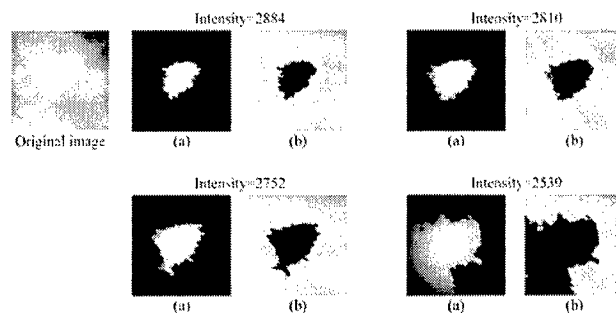 Intensity=2884 Intensity=2810
Original image (a) (b) (a) (b)
Intensity=2752 Intensity=2539
(a) (b) (a) (b)